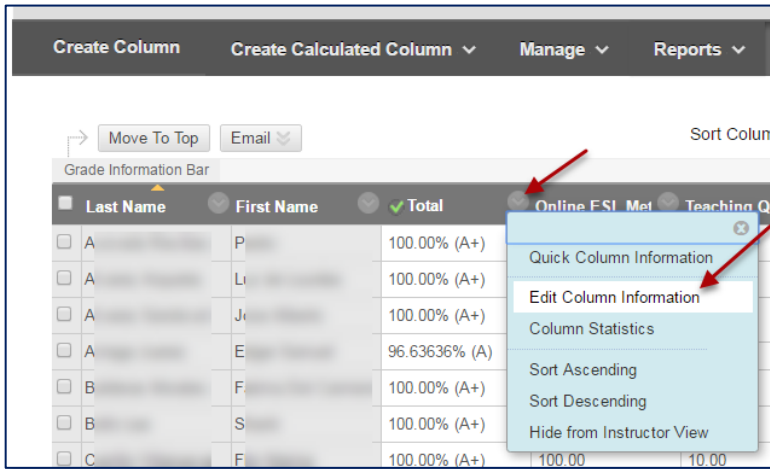 Create Column Create Calculated Column Manage Reports
Move To Top Email Sort Colum
Grade Information Bar
Last Name First Name Total Online ESL Met Teaching Q
A P 100.00% (A+)
Quick Column Information
A Lu 100.00% (A+)
Edit Column Information
A Jo 100.00% (A+)
Column Statistics
A E 96.63636% (A)
Sort Ascending
B F 100.00% (A+)
Sort Descending
B S 100.00% (A+)
Hide from Instructor View
C F 100.00% (A+) 100.00 10.00